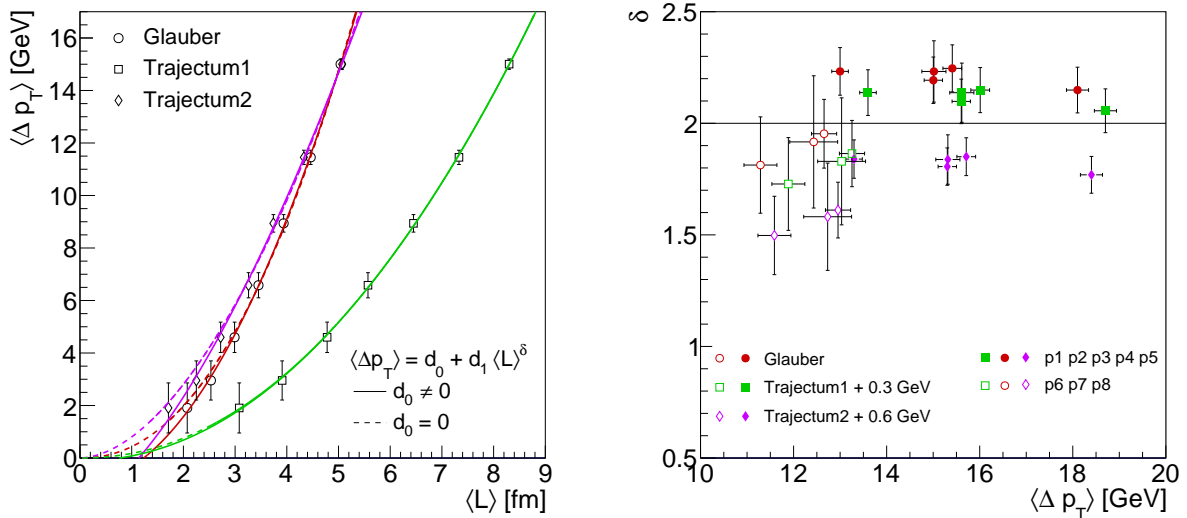 ⟨Δ p_T⟩ [GeV]
16
14
12
10
8
6
4
2
0
Glauber
Trajectum1
Trajectum2
⟨Δp_T⟩ = d_0 + d_1 ⟨L⟩^δ
d_0 ≠ 0
d_0 = 0
0 1 2 3 4 5 6 7 8 9
⟨L⟩ [fm]
δ
2.5
2
1.5
1
0.5
Glauber
Trajectum1 + 0.3 GeV
Trajectum2 + 0.6 GeV
p1 p2 p3 p4 p5
p6 p7 p8
10 12 14 16 18 20
⟨Δ p_T⟩ [GeV]